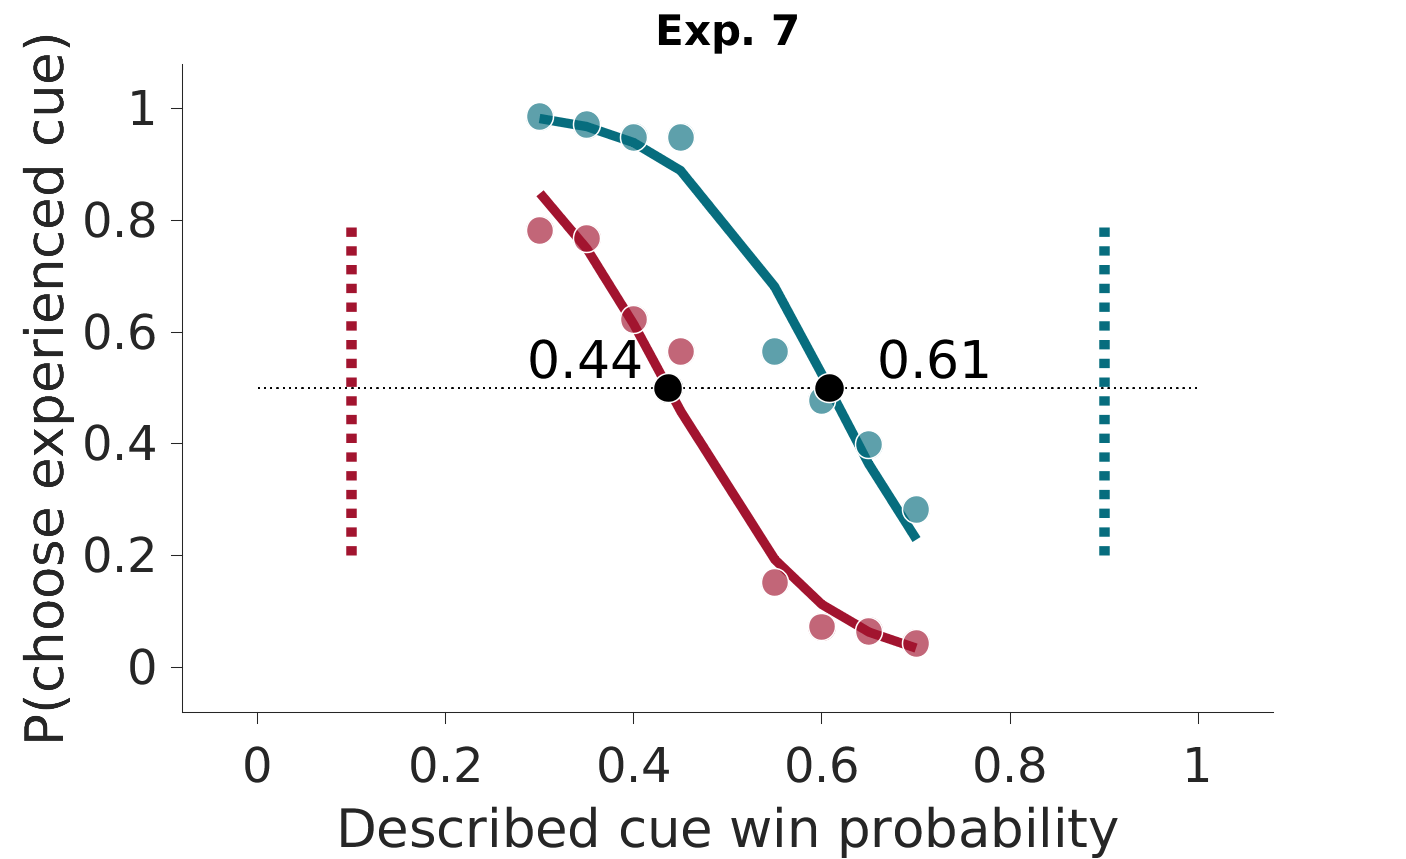 Exp. 7
P(choose experienced cue)
1
0.8
0.6
0.4
0.2
0
0.44
0.61
0 0.2 0.4 0.6 0.8 1
Described cue win probability